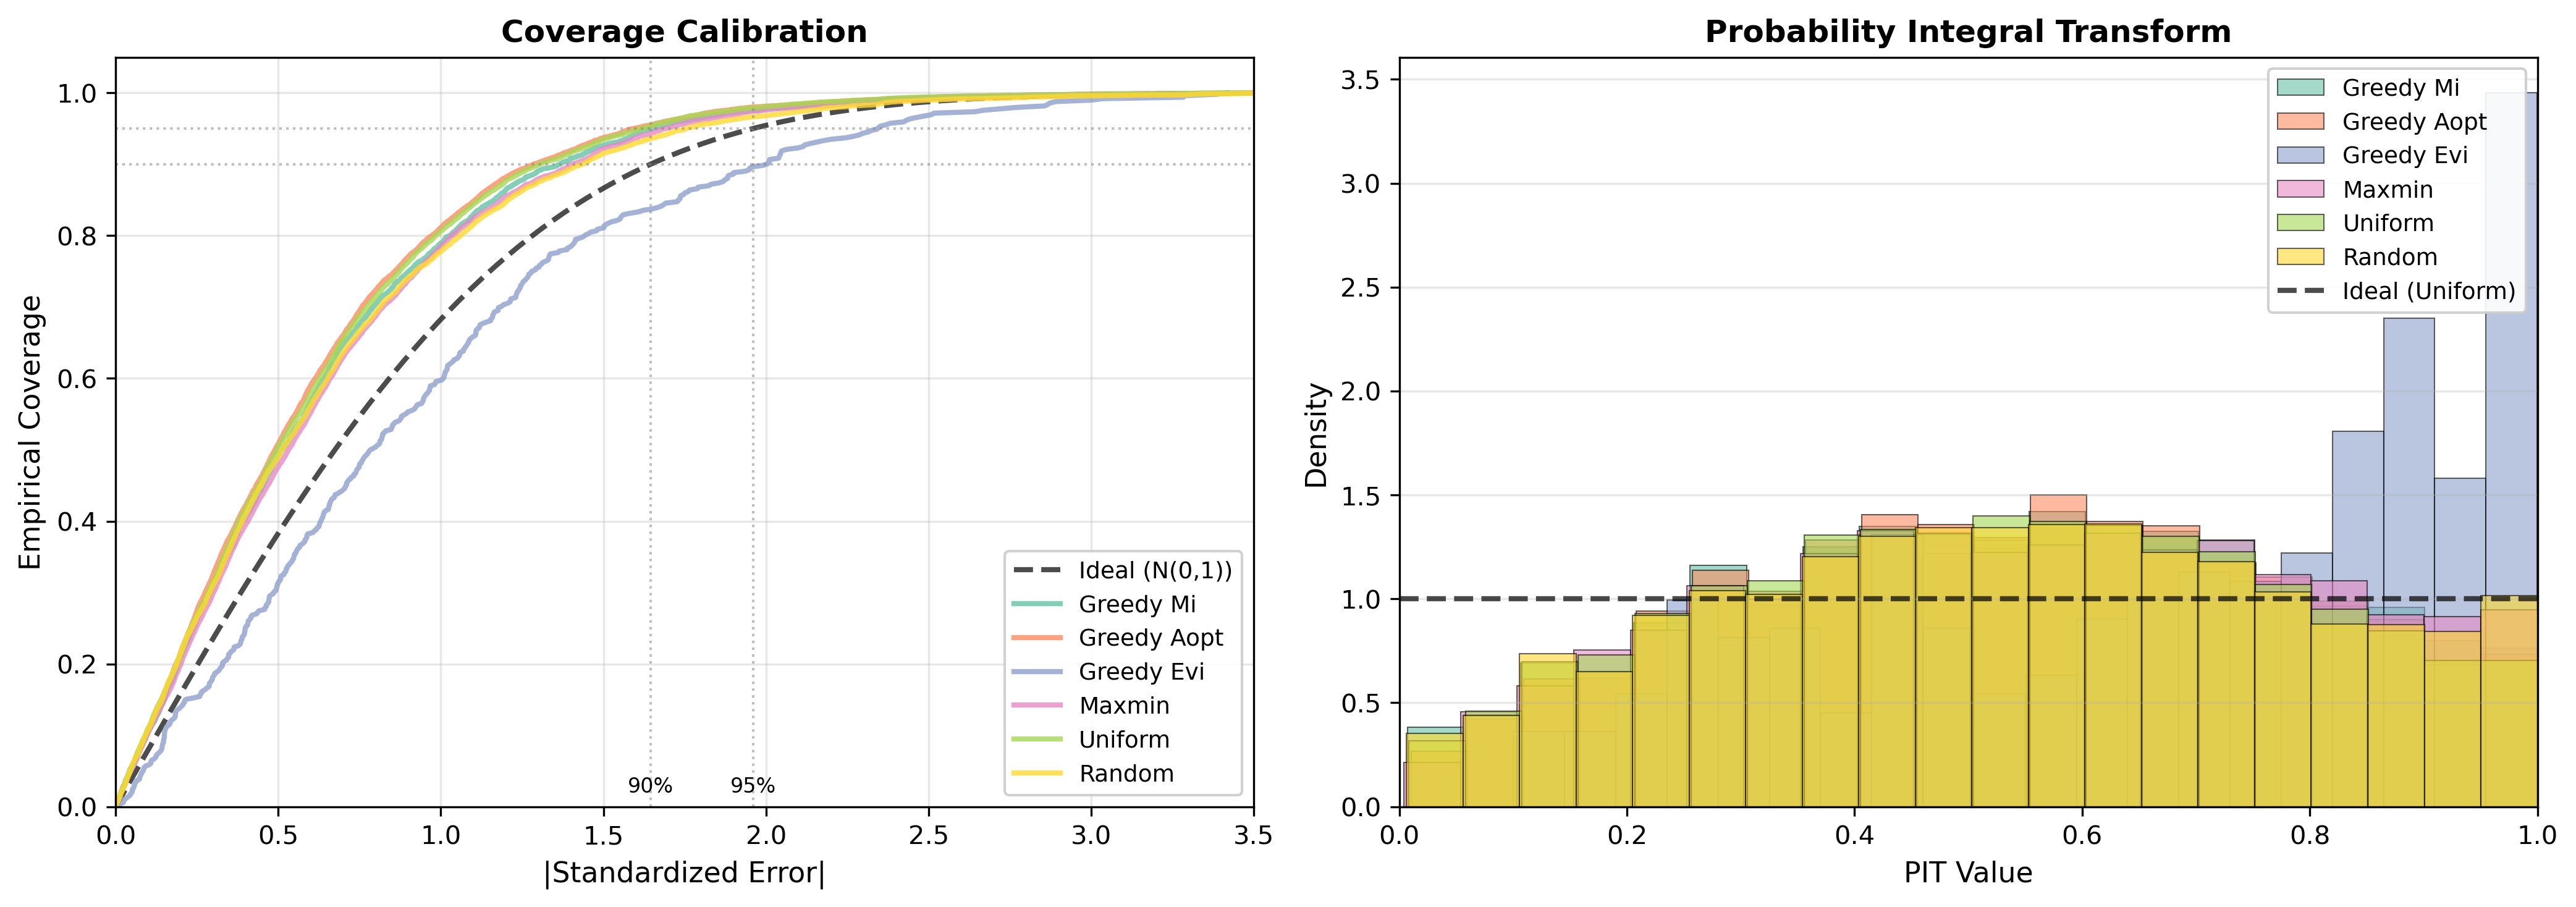 Coverage Calibration
Empirical Coverage
1.0
0.8
0.6
0.4
0.2
0.0
90%
95%
Ideal (N(0,1))
Greedy Mi
Greedy Aopt
Greedy Evi
Maxmin
Uniform
Random
0.0 0.5 1.0 1.5 2.0 2.5 3.0 3.5
|Standardized Error|
Probability Integral Transform
Density
3.5
3.0
2.5
2.0
1.5
1.0
0.5
0.0
Greedy Mi
Greedy Aopt
Greedy Evi
Maxmin
Uniform
Random
Ideal (Uniform)
0.0 0.2 0.4 0.6 0.8 1.0
PIT Value